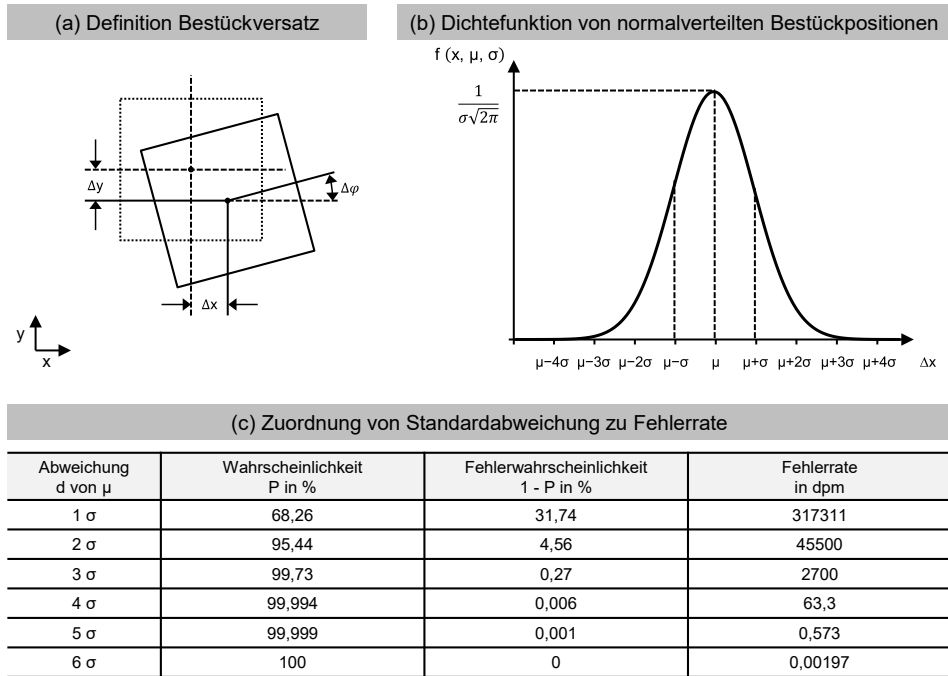 (a) Definition Bestückversatz
(b) Dichtefunktion von normalverteilten Bestückpositionen
Δy
Δφ
Δx
y
x
f (x, μ, σ)
1
σ√2π
μ−4σ μ−3σ μ−2σ μ−σ μ μ+σ μ+2σ μ+3σ μ+4σ Δx
(c) Zuordnung von Standardabweichung zu Fehlerrate
Abweichung d von μ Wahrscheinlichkeit P in % Fehlerwahrscheinlichkeit 1 - P in % Fehlerrate in dpm
1 σ 68,26 31,74 317311
2 σ 95,44 4,56 45500
3 σ 99,73 0,27 2700
4 σ 99,994 0,006 63,3
5 σ 99,999 0,001 0,573
6 σ 100 0 0,00197